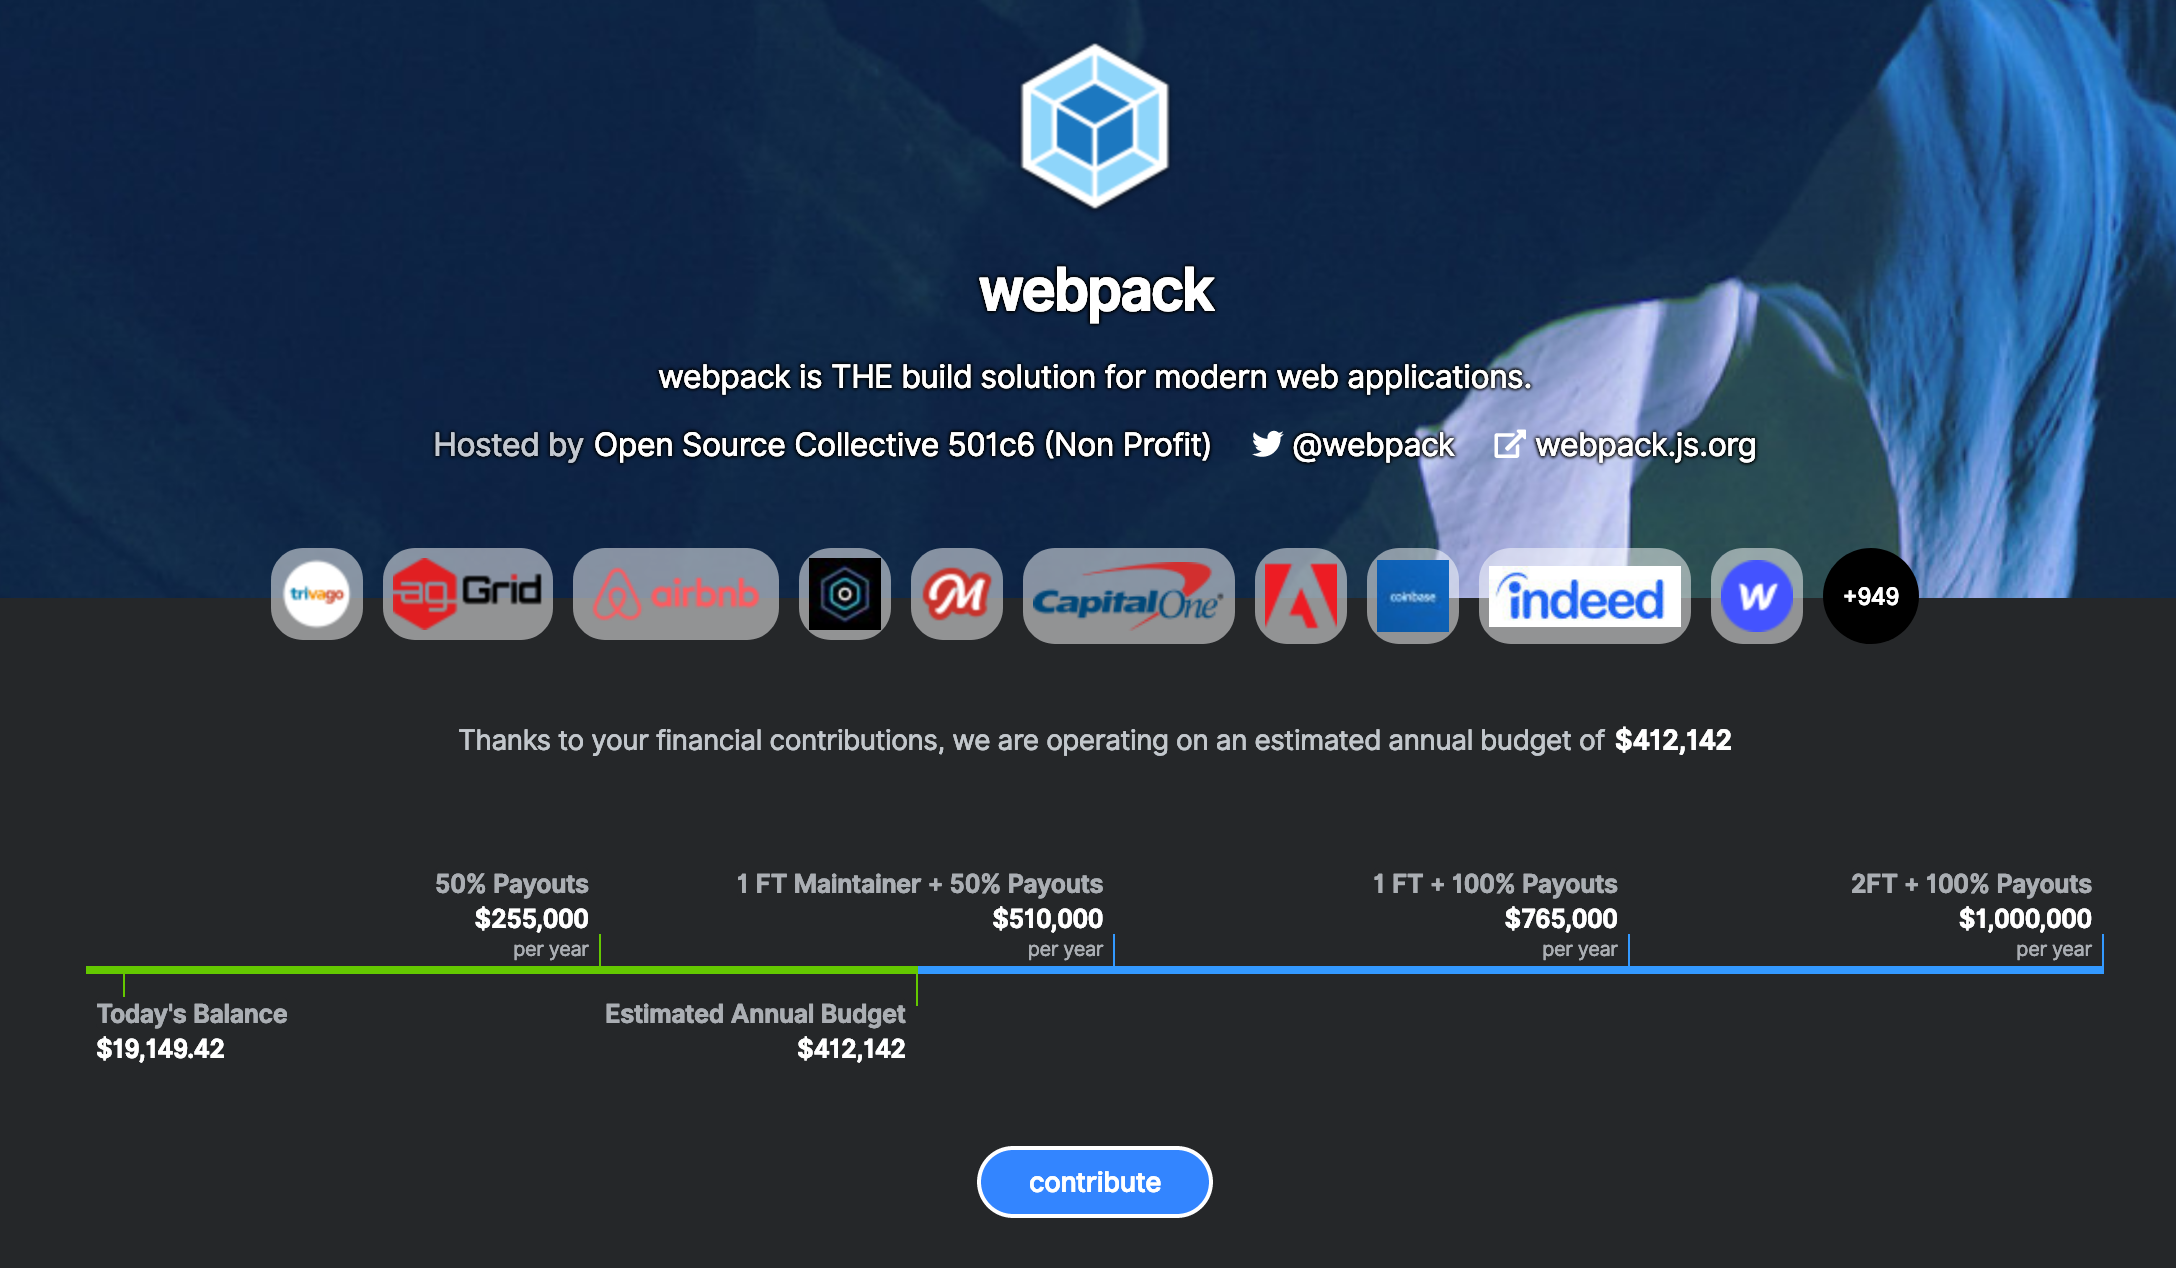 webpack
webpack is THE build solution for modern web applications.
Hosted by Open Source Collective 501c6 (Non Profit) @webpack webpack.js.org
trivago ag Grid airbnb M CapitalOne® coinbase indeed w +949
Thanks to your financial contributions, we are operating on an estimated annual budget of $412,142
50% Payouts
$255,000
per year
1 FT Maintainer + 50% Payouts
$510,000
per year
1 FT + 100% Payouts
$765,000
per year
2FT + 100% Payouts
$1,000,000
per year
Today's Balance
$19,149.42
Estimated Annual Budget
$412,142
contribute